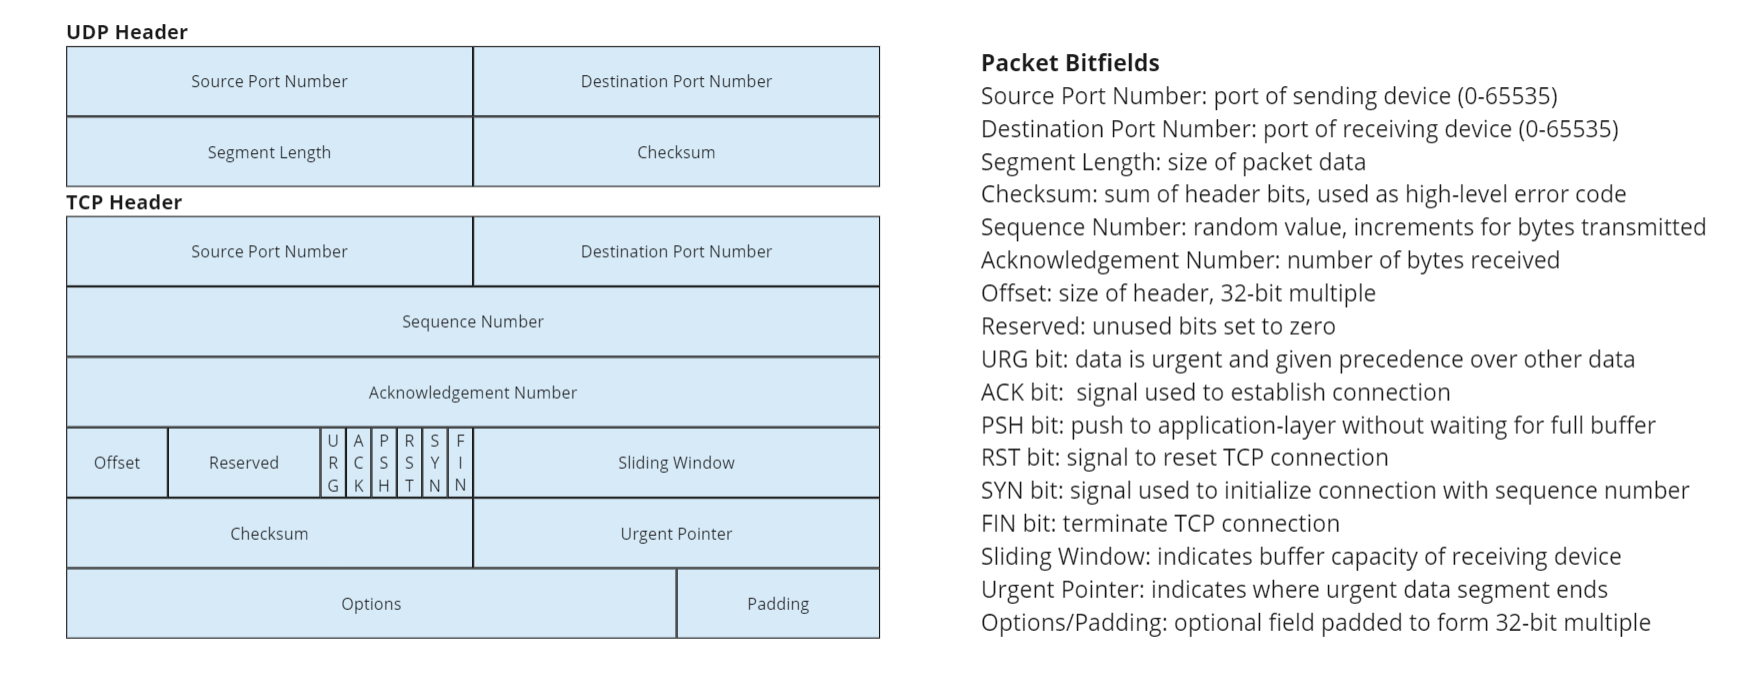 UDP Header
Source Port Number
Destination Port Number
Segment Length
Checksum
TCP Header
Source Port Number
Destination Port Number
Sequence Number
Acknowledgement Number
Offset
Reserved
URG
ACK
PSH
RST
SYN
FIN
Sliding Window
Checksum
Urgent Pointer
Options
Padding
Packet Bitfields
Source Port Number: port of sending device (0-65535)
Destination Port Number: port of receiving device (0-65535)
Segment Length: size of packet data
Checksum: sum of header bits, used as high-level error code
Sequence Number: random value, increments for bytes transmitted
Acknowledgement Number: number of bytes received
Offset: size of header, 32-bit multiple
Reserved: unused bits set to zero
URG bit: data is urgent and given precedence over other data
ACK bit:  signal used to establish connection
PSH bit: push to application-layer without waiting for full buffer
RST bit: signal to reset TCP connection
SYN bit: signal used to initialize connection with sequence number
FIN bit: terminate TCP connection
Sliding Window: indicates buffer capacity of receiving device
Urgent Pointer: indicates where urgent data segment ends
Options/Padding: optional field padded to form 32-bit multiple